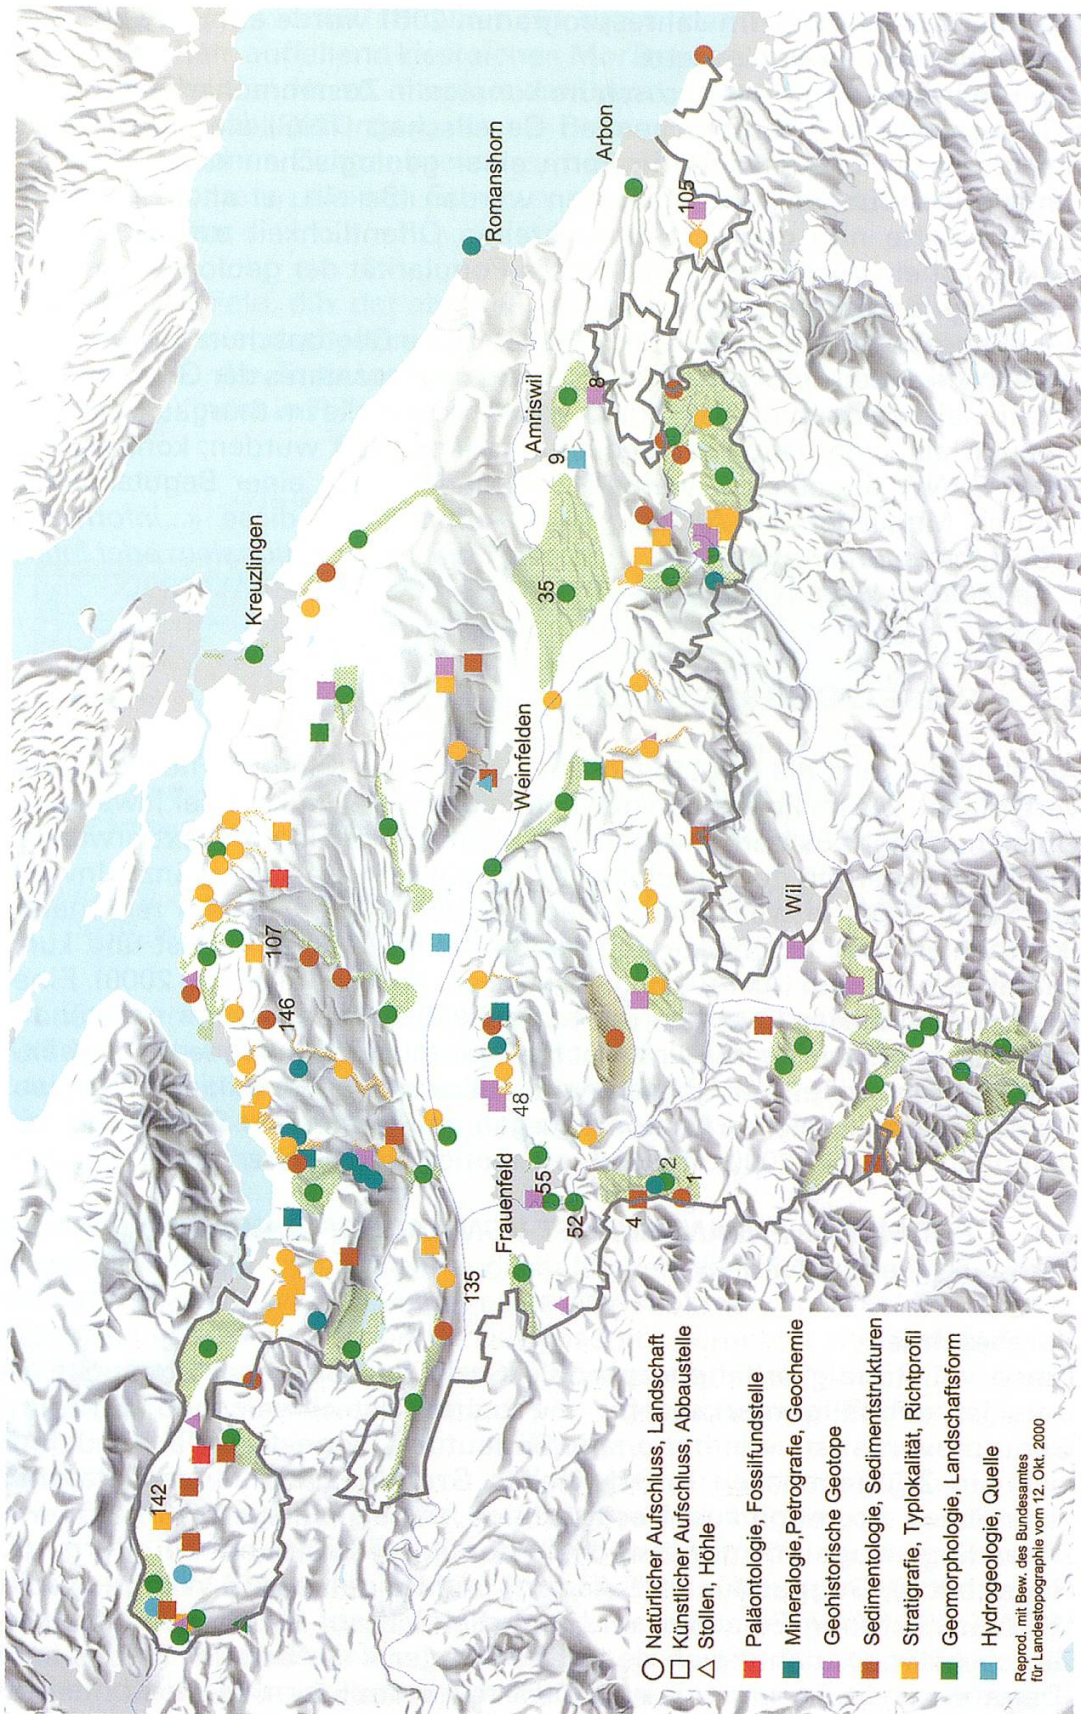 Arbon
Romanshorn
105
Amriswil
8
9
Kreuzlingen
35
Weinfelden
Wil
107
146
48
Frauenfeld
55
52
2
1
4
135
142
Natürlicher Aufschluss, Landschaft
Künstlicher Aufschluss, Abbaustelle
Stollen, Höhle
Paläontologie, Fossilfundstelle
Mineralogie,Petrografie, Geochemie
Geohistorische Geotope
Sedimentologie, Sedimentstrukturen
Stratigrafie, Typlokalität, Richtprofil
Geomorphologie, Landschaftsform
Hydrogeologie, Quelle
Reprod. mit Bew. des Bundesamtes
für Landestopographie vom 12. Okt. 2000